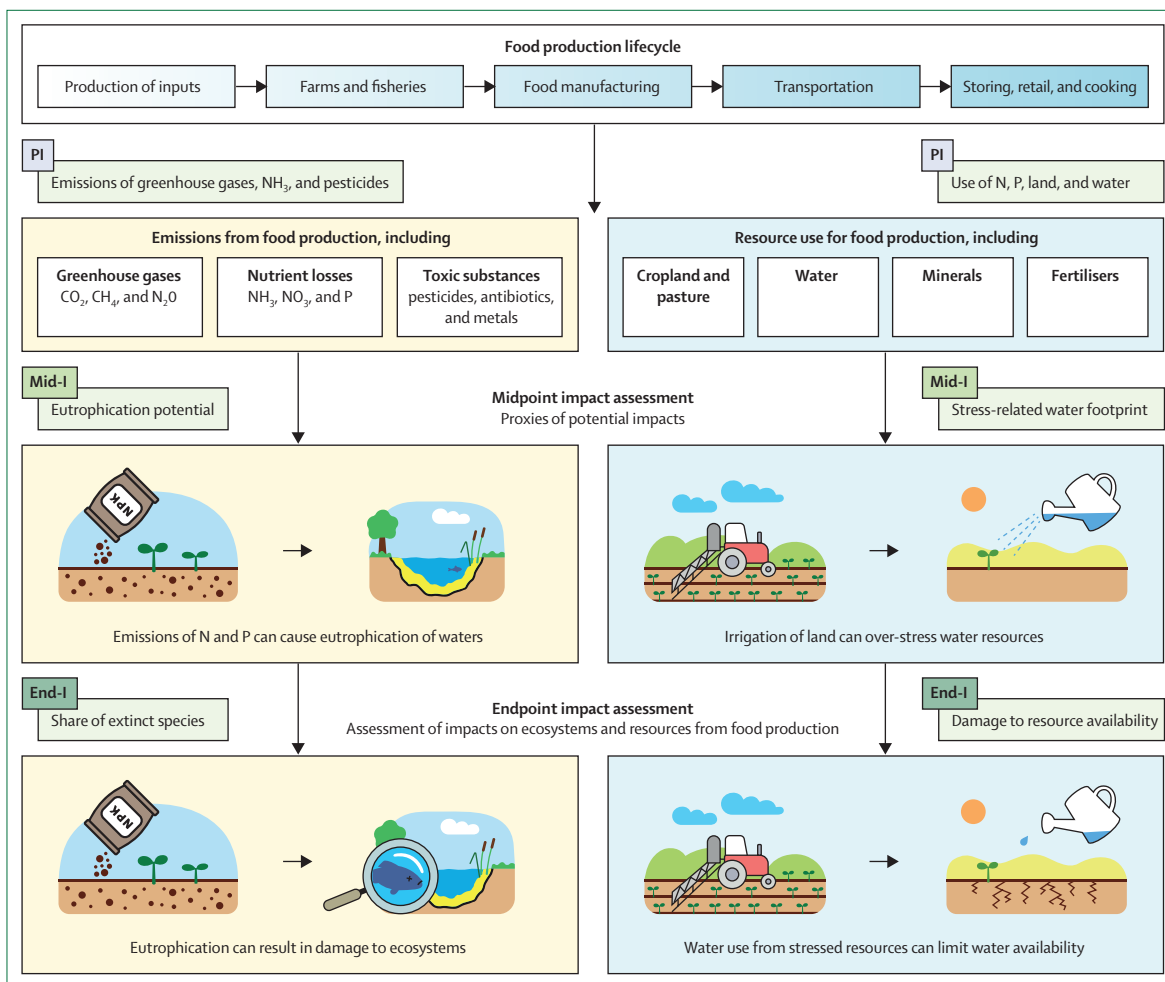 Food production lifecycle
Production of inputs
Farms and fisheries
Food manufacturing
Transportation
Storing, retail, and cooking
PI
Emissions of greenhouse gases, NH₃, and pesticides
PI
Use of N, P, land, and water
Emissions from food production, including
Greenhouse gases
CO₂, CH₄, and N₂0
Nutrient losses
NH₃, NO₃, and P
Toxic substances
pesticides, antibiotics,
and metals
Resource use for food production, including
Cropland and
pasture
Water
Minerals
Fertilisers
Mid-I
Eutrophication potential
Midpoint impact assessment
Proxies of potential impacts
Mid-I
Stress-related water footprint
NPK
Emissions of N and P can cause eutrophication of waters
Irrigation of land can over-stress water resources
End-I
Share of extinct species
Endpoint impact assessment
Assessment of impacts on ecosystems and resources from food production
End-I
Damage to resource availability
NPK
Eutrophication can result in damage to ecosystems
Water use from stressed resources can limit water availability